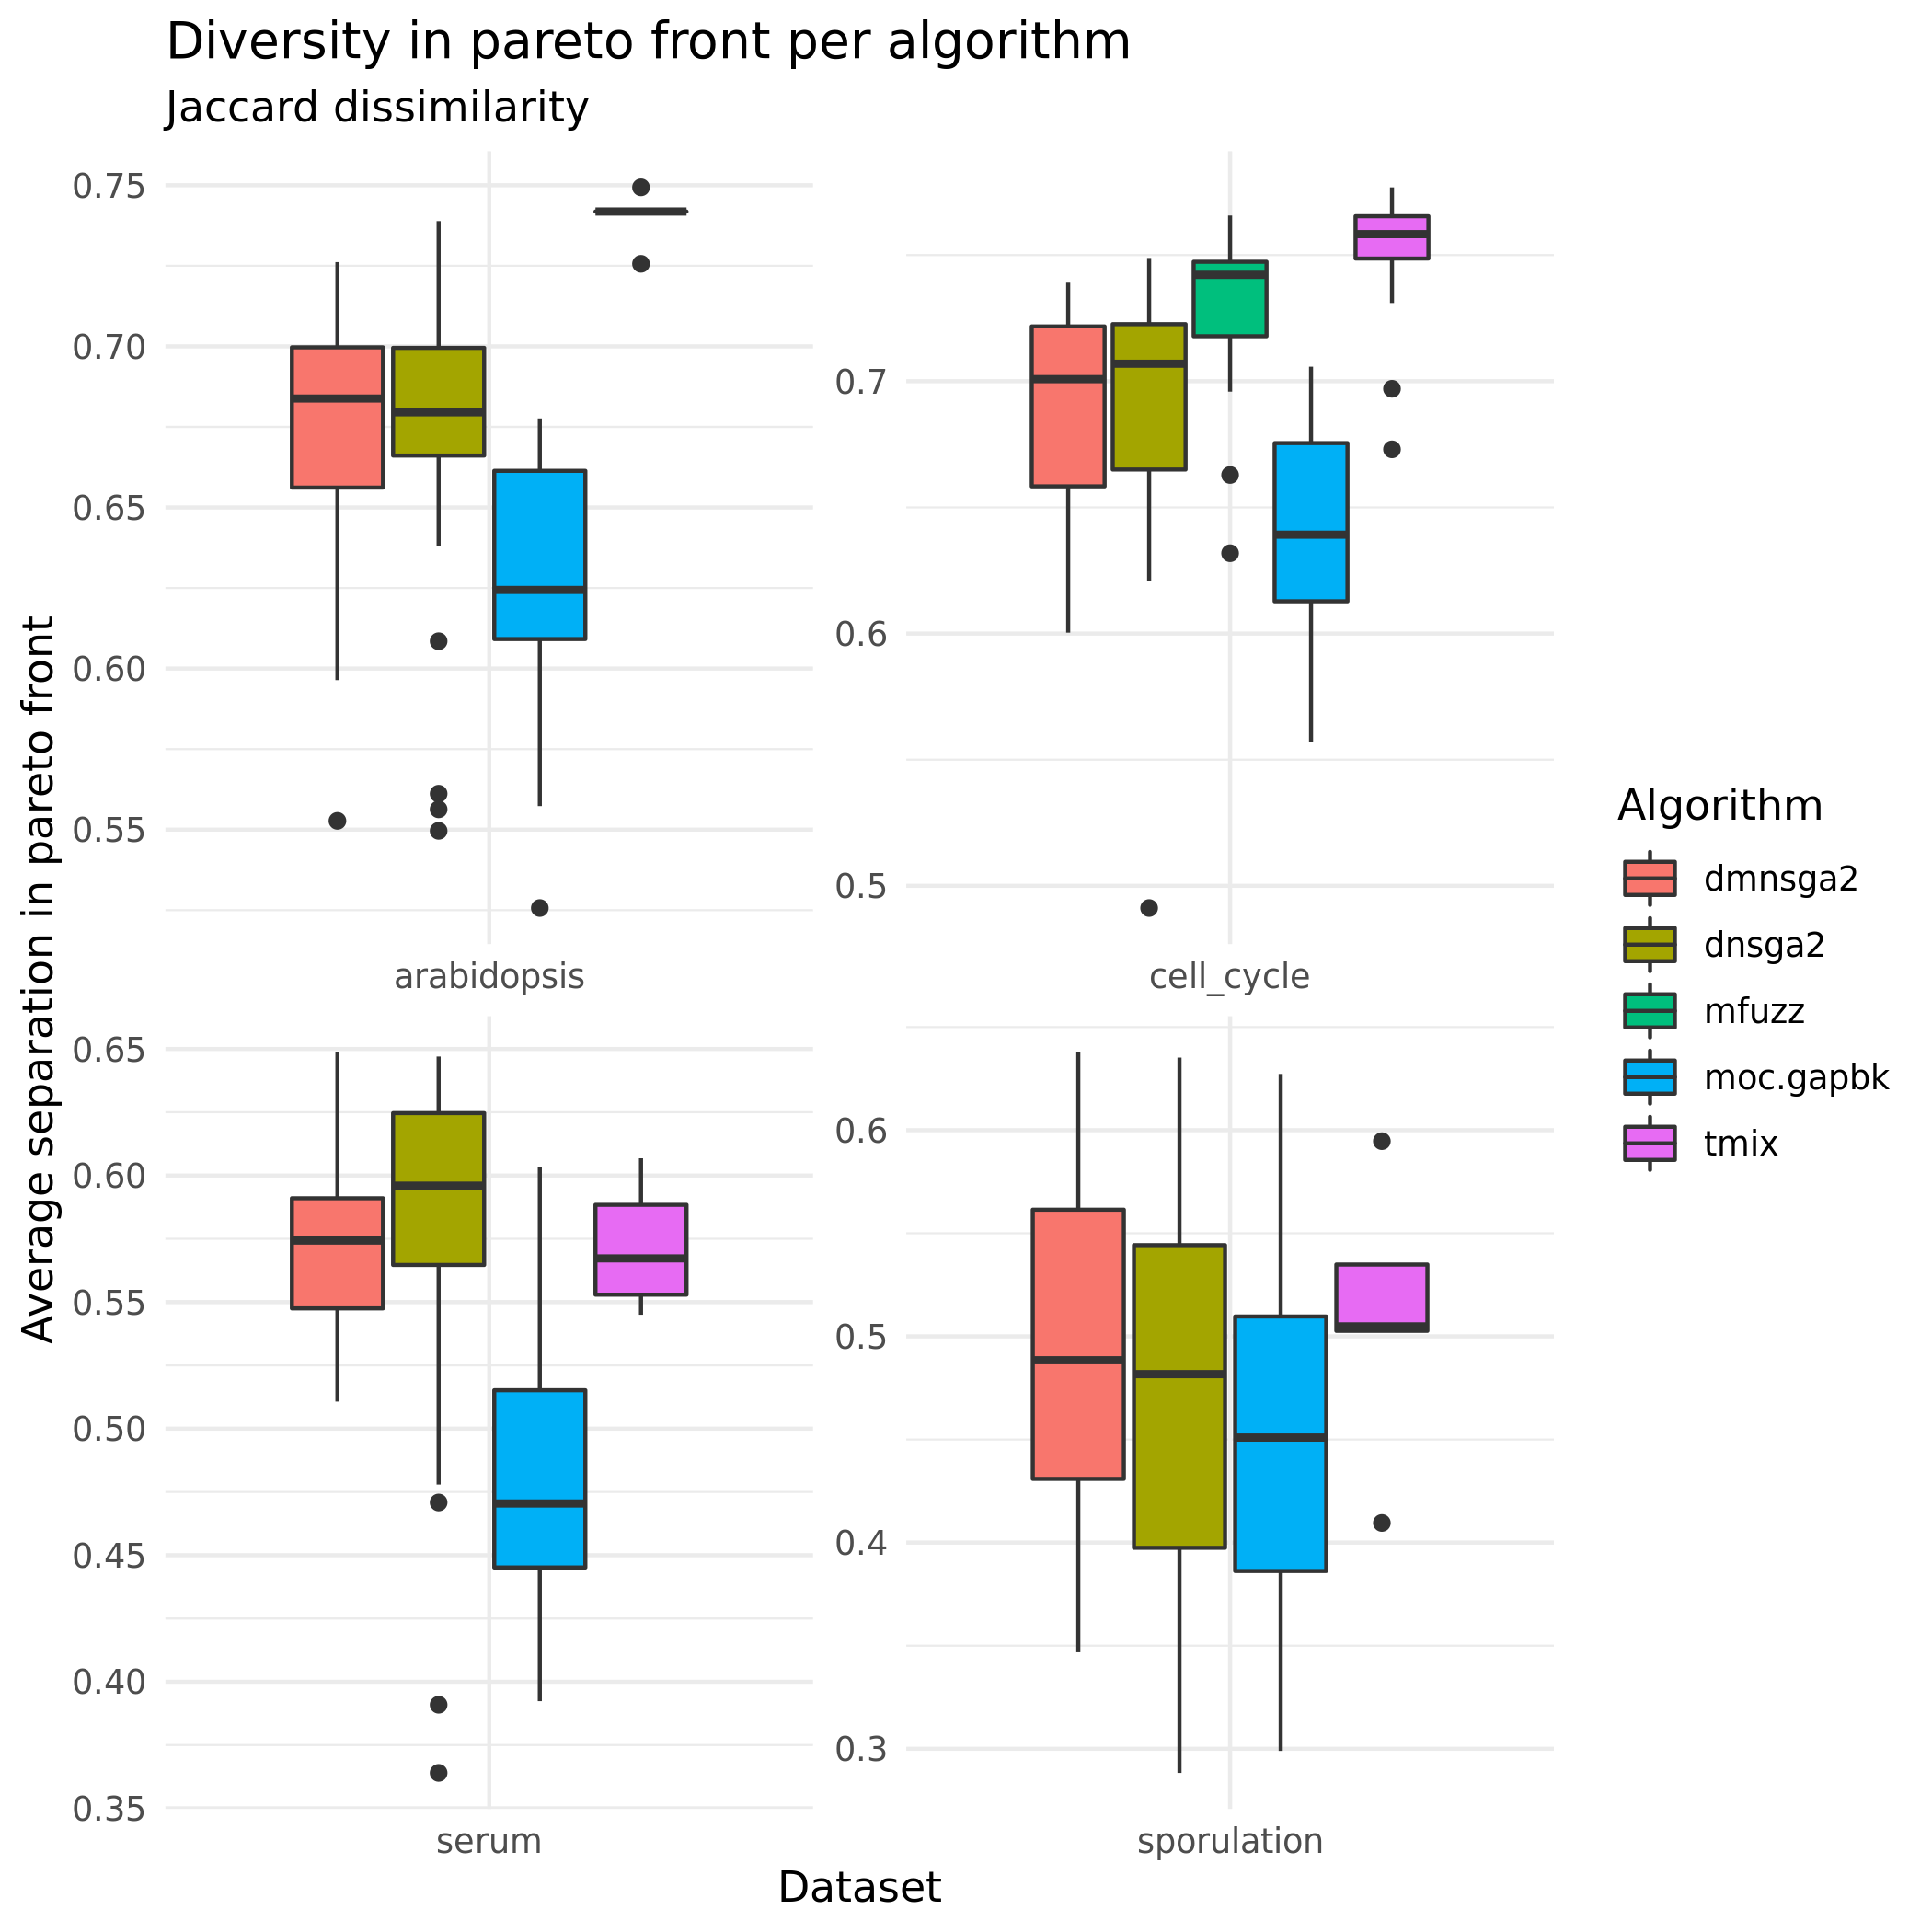 Diversity in pareto front per algorithm
Jaccard dissimilarity
Average separation in pareto front
0.75
0.70
0.65
0.60
0.55
arabidopsis
0.7
0.6
0.5
cell_cycle
0.65
0.60
0.55
0.50
0.45
0.40
0.35
serum
0.6
0.5
0.4
0.3
sporulation
Dataset
Algorithm
dmnsga2
dnsga2
mfuzz
moc.gapbk
tmix